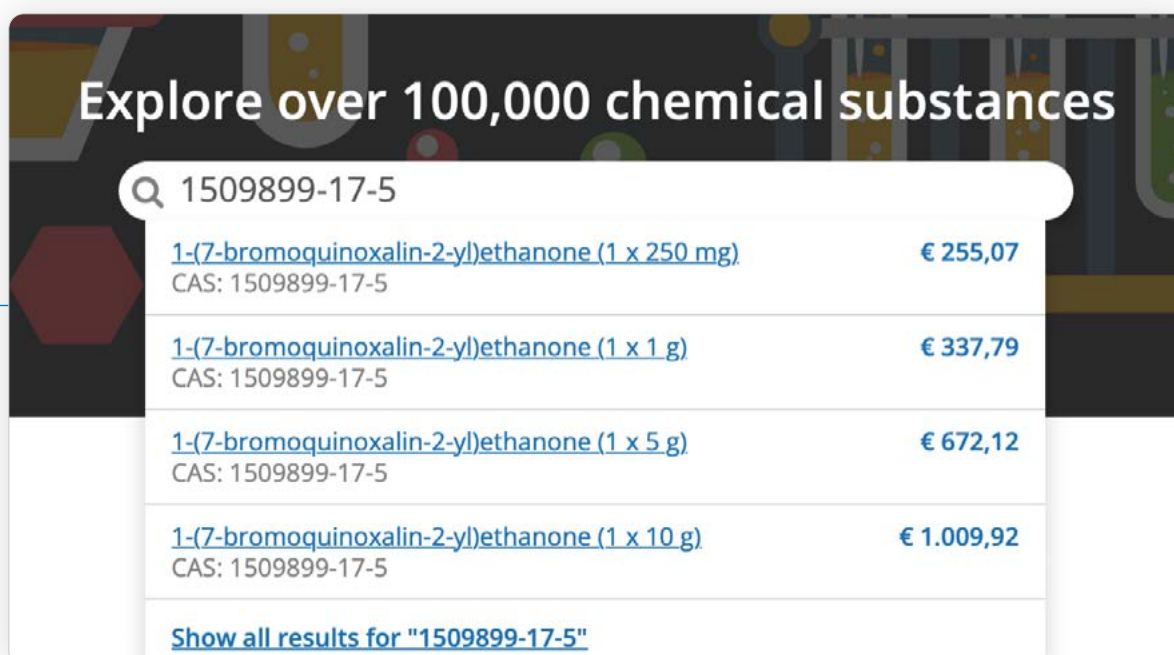 Explore over 100,000 chemical substances
1509899-17-5
1-(7-bromoquinoxalin-2-yl)ethanone (1 x 250 mg) € 255,07
CAS: 1509899-17-5
1-(7-bromoquinoxalin-2-yl)ethanone (1 x 1 g) € 337,79
CAS: 1509899-17-5
1-(7-bromoquinoxalin-2-yl)ethanone (1 x 5 g) € 672,12
CAS: 1509899-17-5
1-(7-bromoquinoxalin-2-yl)ethanone (1 x 10 g) € 1.009,92
CAS: 1509899-17-5
Show all results for "1509899-17-5"